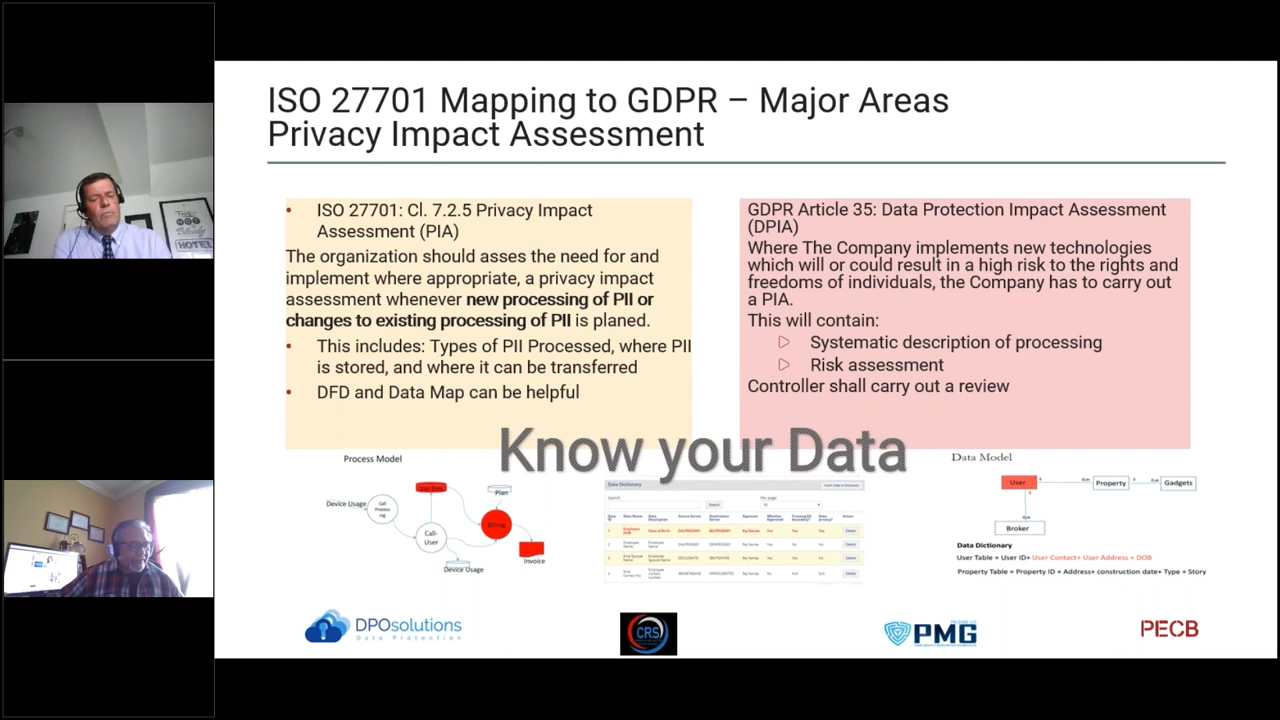 ISO 27701 Mapping to GDPR – Major Areas
Privacy Impact Assessment
• ISO 27701: Cl. 7.2.5 Privacy Impact
Assessment (PIA)
The organization should asses the need for and
implement where appropriate, a privacy impact
assessment whenever new processing of PII or
changes to existing processing of PII is planed.
• This includes: Types of PII Processed, where PII
is stored, and where it can be transferred
• DFD and Data Map can be helpful
GDPR Article 35: Data Protection Impact Assessment
(DPIA)
Where The Company implements new technologies
which will or could result in a high risk to the rights and
freedoms of individuals, the Company has to carry out
a PIA.
This will contain:
Systematic description of processing
Risk assessment
Controller shall carry out a review
Know your Data
Process Model
Device Usage
Call
Process
ing
Plan
Call-
User
Billing
Invoice
Device Usage
Data Dictionary
Search
Per page
Data Model
User
Property
Gadgets
Broker
Data Dictionary
User Table = User ID+ User Contact+ User Address + DOB
Property Table = Property ID + Address+ construction date+ Type + Story
DPOsolutions
Data Protection
CRS
PMG
PECB
HOTEL